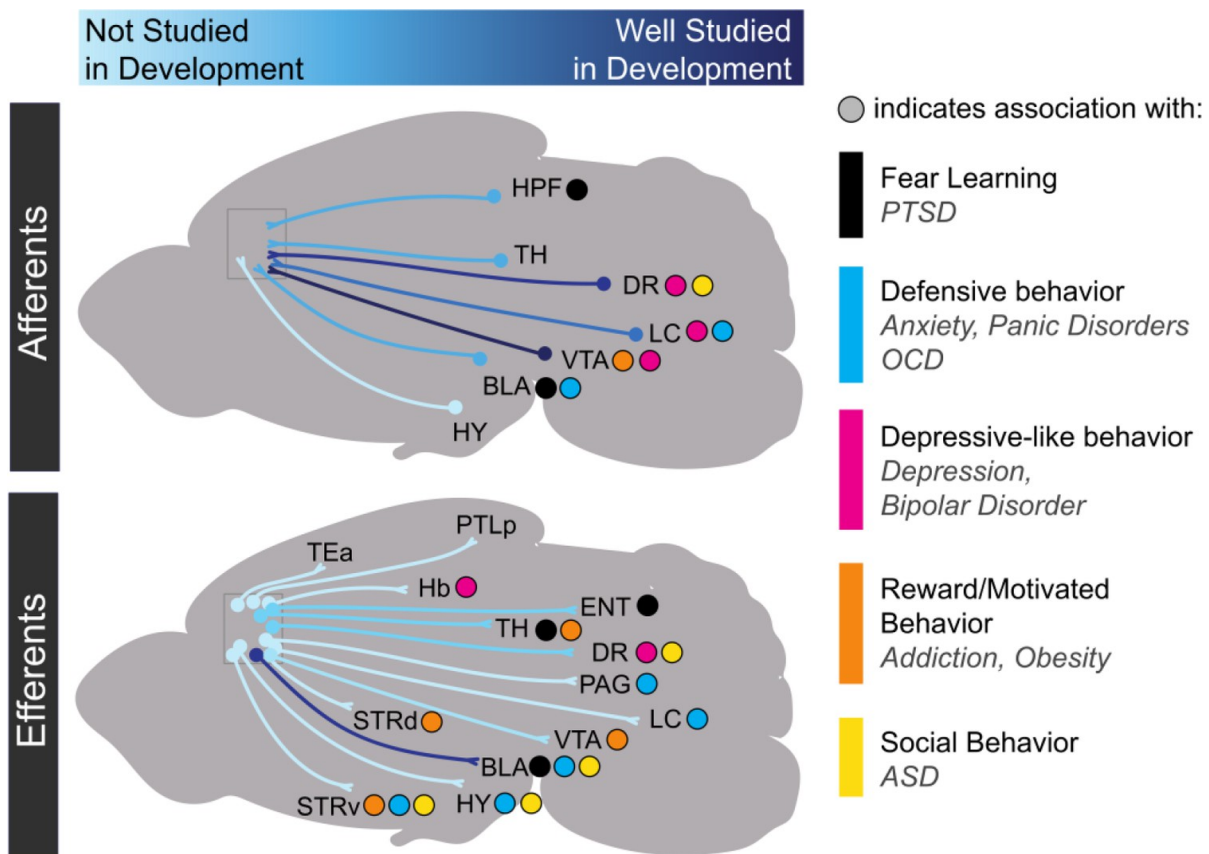 Not Studied
in Development
Well Studied
in Development
Afferents
HPF
TH
DR
LC
VTA
BLA
HY
Efferents
PTLp
TEa
Hb
ENT
TH
DR
PAG
LC
STRd
VTA
BLA
STRv
HY
indicates association with:
Fear Learning
PTSD
Defensive behavior
Anxiety, Panic Disorders
OCD
Depressive-like behavior
Depression,
Bipolar Disorder
Reward/Motivated
Behavior
Addiction, Obesity
Social Behavior
ASD